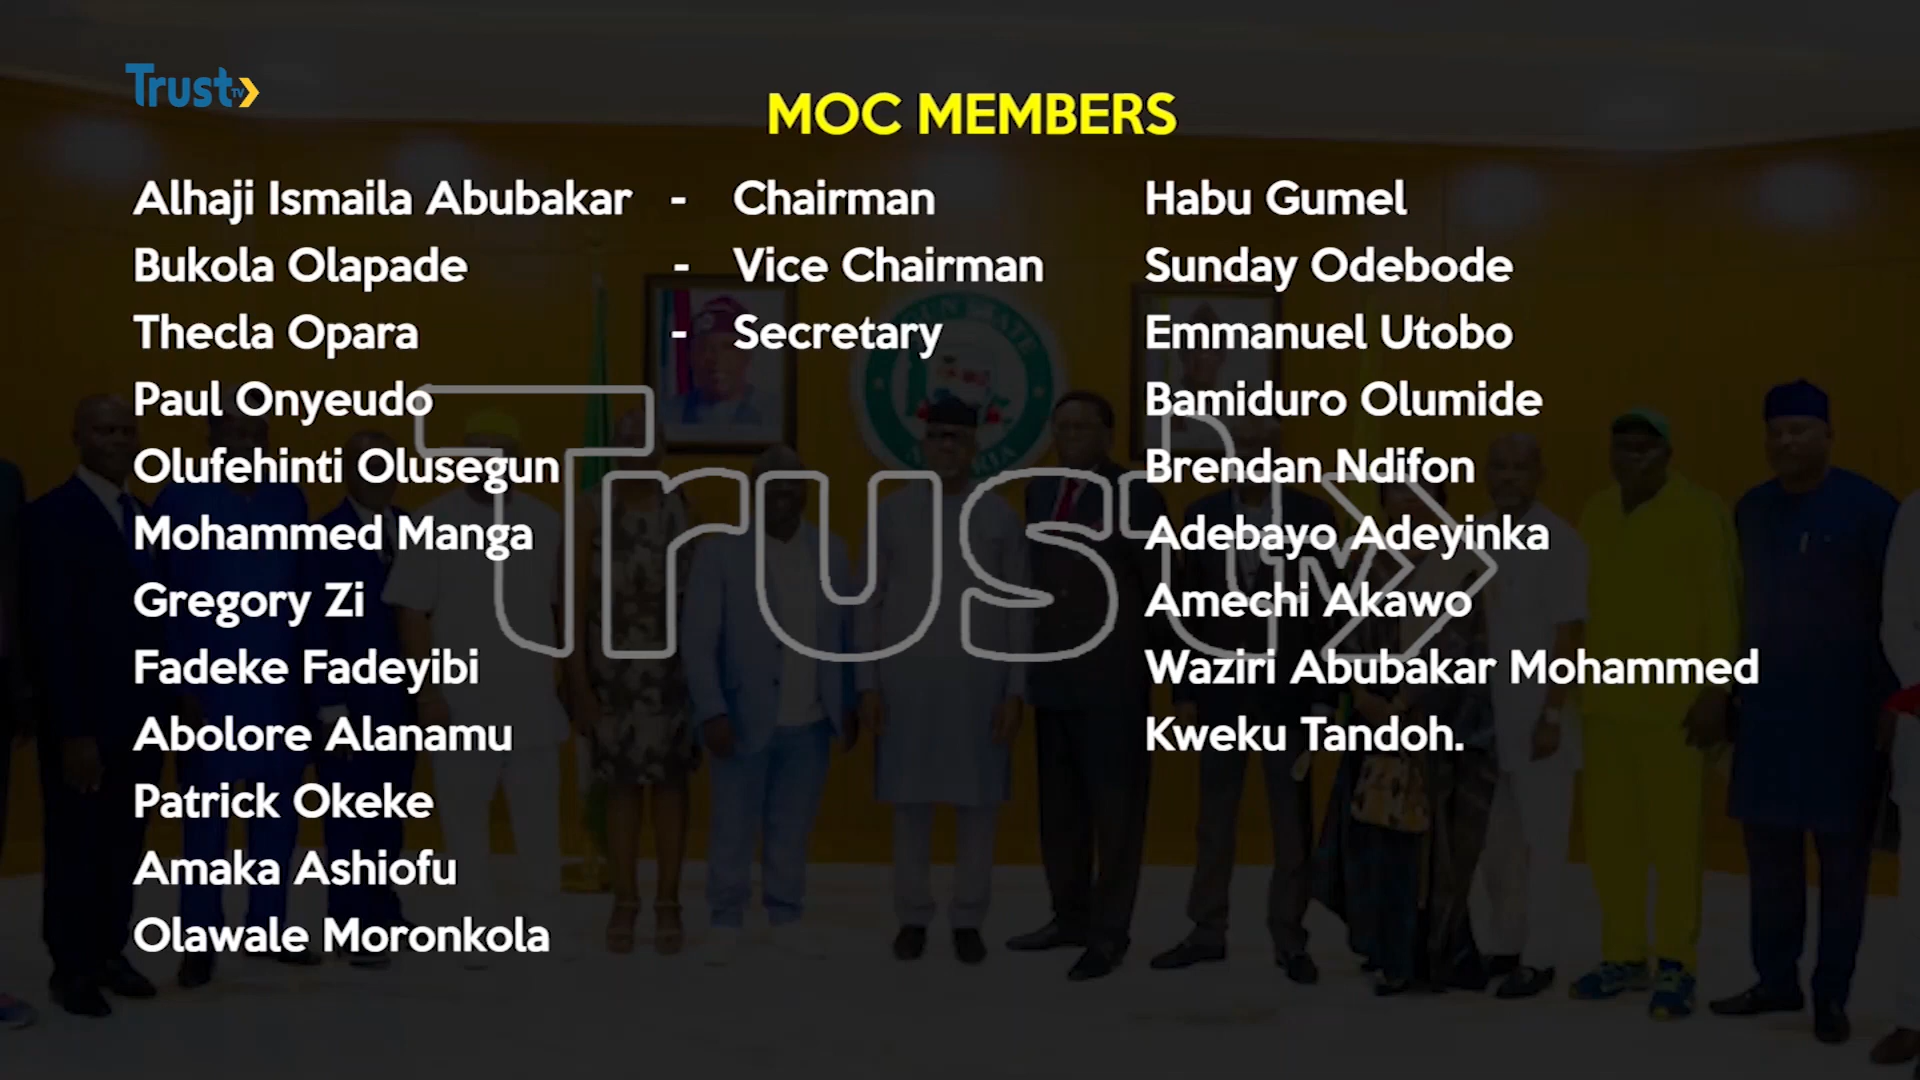 Trust TV
MOC MEMBERS
Alhaji Ismaila Abubakar - Chairman
Bukola Olapade - Vice Chairman
Thecla Opara - Secretary
Paul Onyeudo
Olufehinti Olusegun
Mohammed Manga
Gregory Zi
Fadeke Fadeyibi
Abolore Alanamu
Patrick Okeke
Amaka Ashiofu
Olawale Moronkola
Habu Gumel
Sunday Odebode
Emmanuel Utobo
Bamiduro Olumide
Brendan Ndifon
Adebayo Adeyinka
Amechi Akawo
Waziri Abubakar Mohammed
Kweku Tandoh.
Trust TV